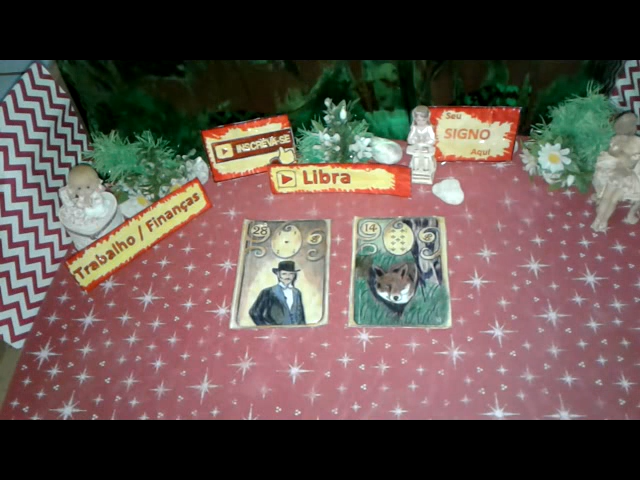 INSCREVA-SE
Seu
SIGNO
Aqui
Libra
Trabalho / Finanças
28
14